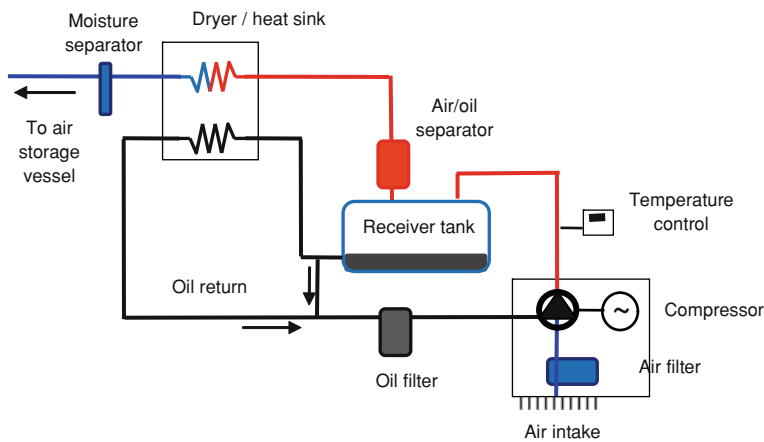 Moisture
separator
Dryer / heat sink
To air
storage
vessel
Air/oil
separator
Receiver tank
Temperature
control
Oil return
Compressor
~
Oil filter
Air filter
Air intake